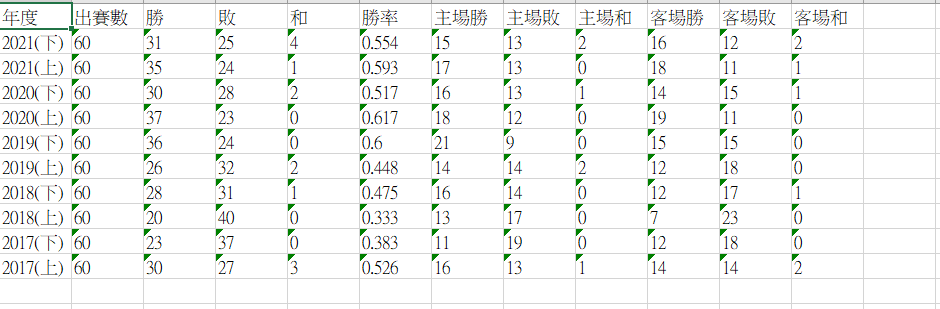 年度 出賽數 勝 敗 和 勝率 主場勝 主場敗 主場和 客場勝 客場敗 客場和
2021(下) 60 31 25 4 0.554 15 13 2 16 12 2
2021(上) 60 35 24 1 0.593 17 13 0 18 11 1
2020(下) 60 30 28 2 0.517 16 13 1 14 15 1
2020(上) 60 37 23 0 0.617 18 12 0 19 11 0
2019(下) 60 36 24 0 0.6 21 9 0 15 15 0
2019(上) 60 26 32 2 0.448 14 14 2 12 18 0
2018(下) 60 28 31 1 0.475 16 14 0 12 17 1
2018(上) 60 20 40 0 0.333 13 17 0 7 23 0
2017(下) 60 23 37 0 0.383 11 19 0 12 18 0
2017(上) 60 30 27 3 0.526 16 13 1 14 14 2